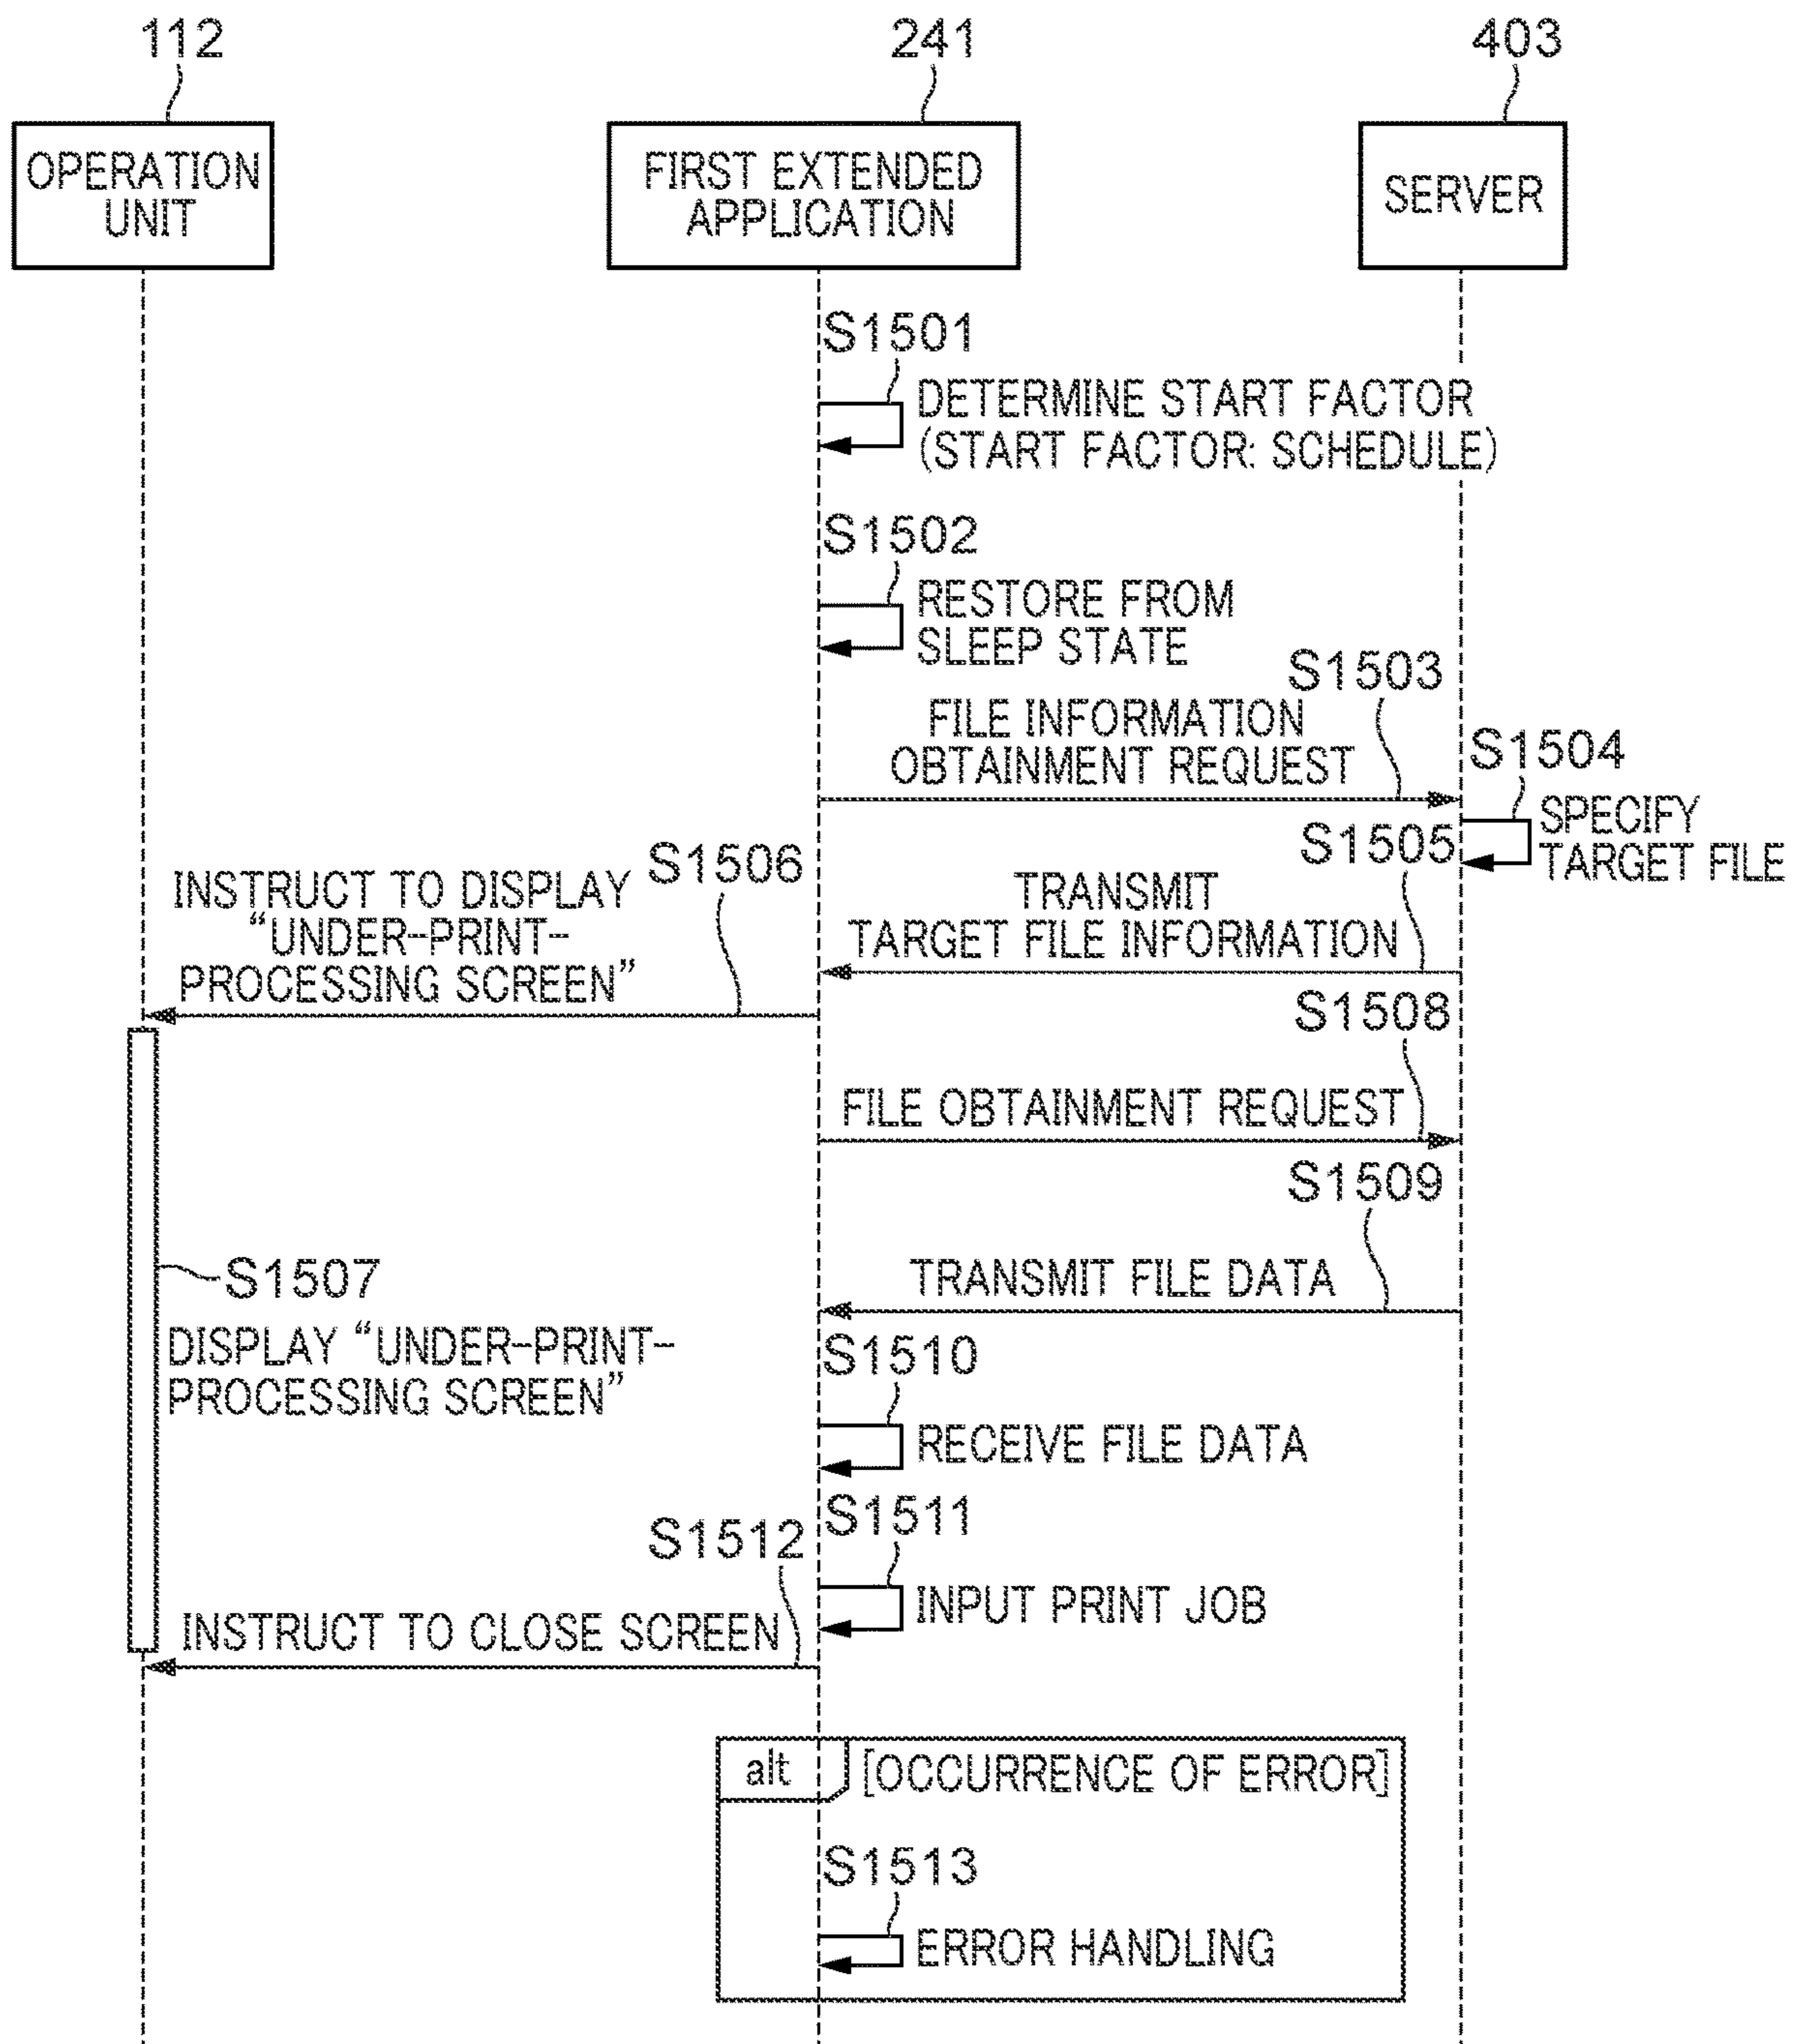 112
241
403
OPERATION
UNIT
FIRST EXTENDED
APPLICATION
SERVER
S1501
DETERMINE START FACTOR
(START FACTOR: SCHEDULE)
S1502
RESTORE FROM
SLEEP STATE
S1503
FILE INFORMATION
OBTAINMENT REQUEST
S1504
SPECIFY
TARGET FILE
S1505
TRANSMIT
TARGET FILE INFORMATION
S1506
INSTRUCT TO DISPLAY
“UNDER-PRINT-
PROCESSING SCREEN”
S1508
FILE OBTAINMENT REQUEST
S1509
TRANSMIT FILE DATA
S1507
DISPLAY “UNDER-PRINT-
PROCESSING SCREEN”
S1510
RECEIVE FILE DATA
S1511
INPUT PRINT JOB
S1512
INSTRUCT TO CLOSE SCREEN
alt
[OCCURRENCE OF ERROR]
S1513
ERROR HANDLING